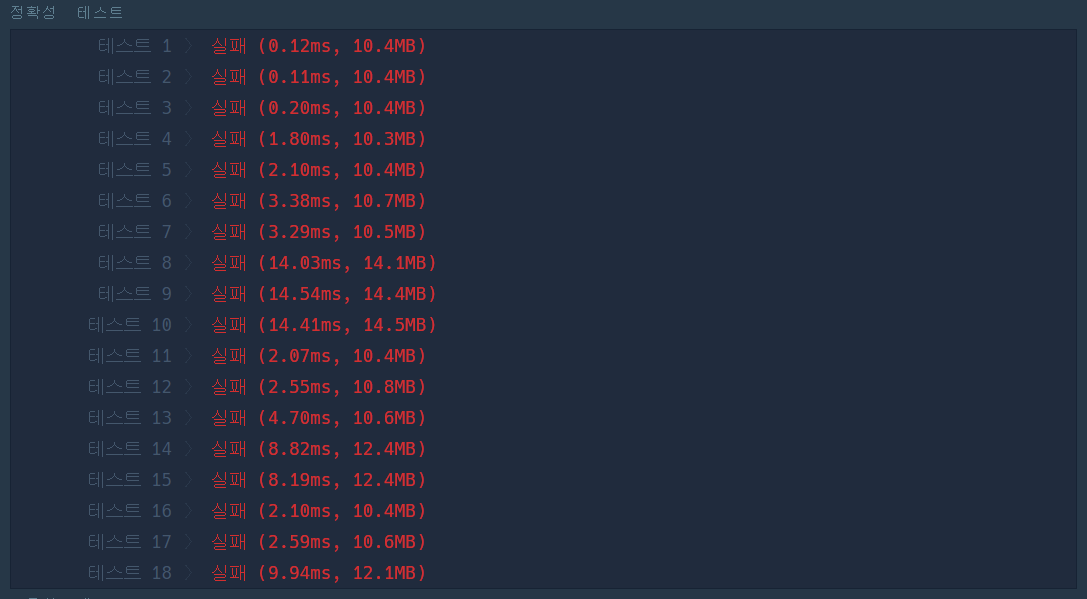 정확성 테스트
테스트 1 〉 실패 (0.12ms, 10.4MB)
테스트 2 〉 실패 (0.11ms, 10.4MB)
테스트 3 〉 실패 (0.20ms, 10.4MB)
테스트 4 〉 실패 (1.80ms, 10.3MB)
테스트 5 〉 실패 (2.10ms, 10.4MB)
테스트 6 〉 실패 (3.38ms, 10.7MB)
테스트 7 〉 실패 (3.29ms, 10.5MB)
테스트 8 〉 실패 (14.03ms, 14.1MB)
테스트 9 〉 실패 (14.54ms, 14.4MB)
테스트 10 〉 실패 (14.41ms, 14.5MB)
테스트 11 〉 실패 (2.07ms, 10.4MB)
테스트 12 〉 실패 (2.55ms, 10.8MB)
테스트 13 〉 실패 (4.70ms, 10.6MB)
테스트 14 〉 실패 (8.82ms, 12.4MB)
테스트 15 〉 실패 (8.19ms, 12.4MB)
테스트 16 〉 실패 (2.10ms, 10.4MB)
테스트 17 〉 실패 (2.59ms, 10.6MB)
테스트 18 〉 실패 (9.94ms, 12.1MB)